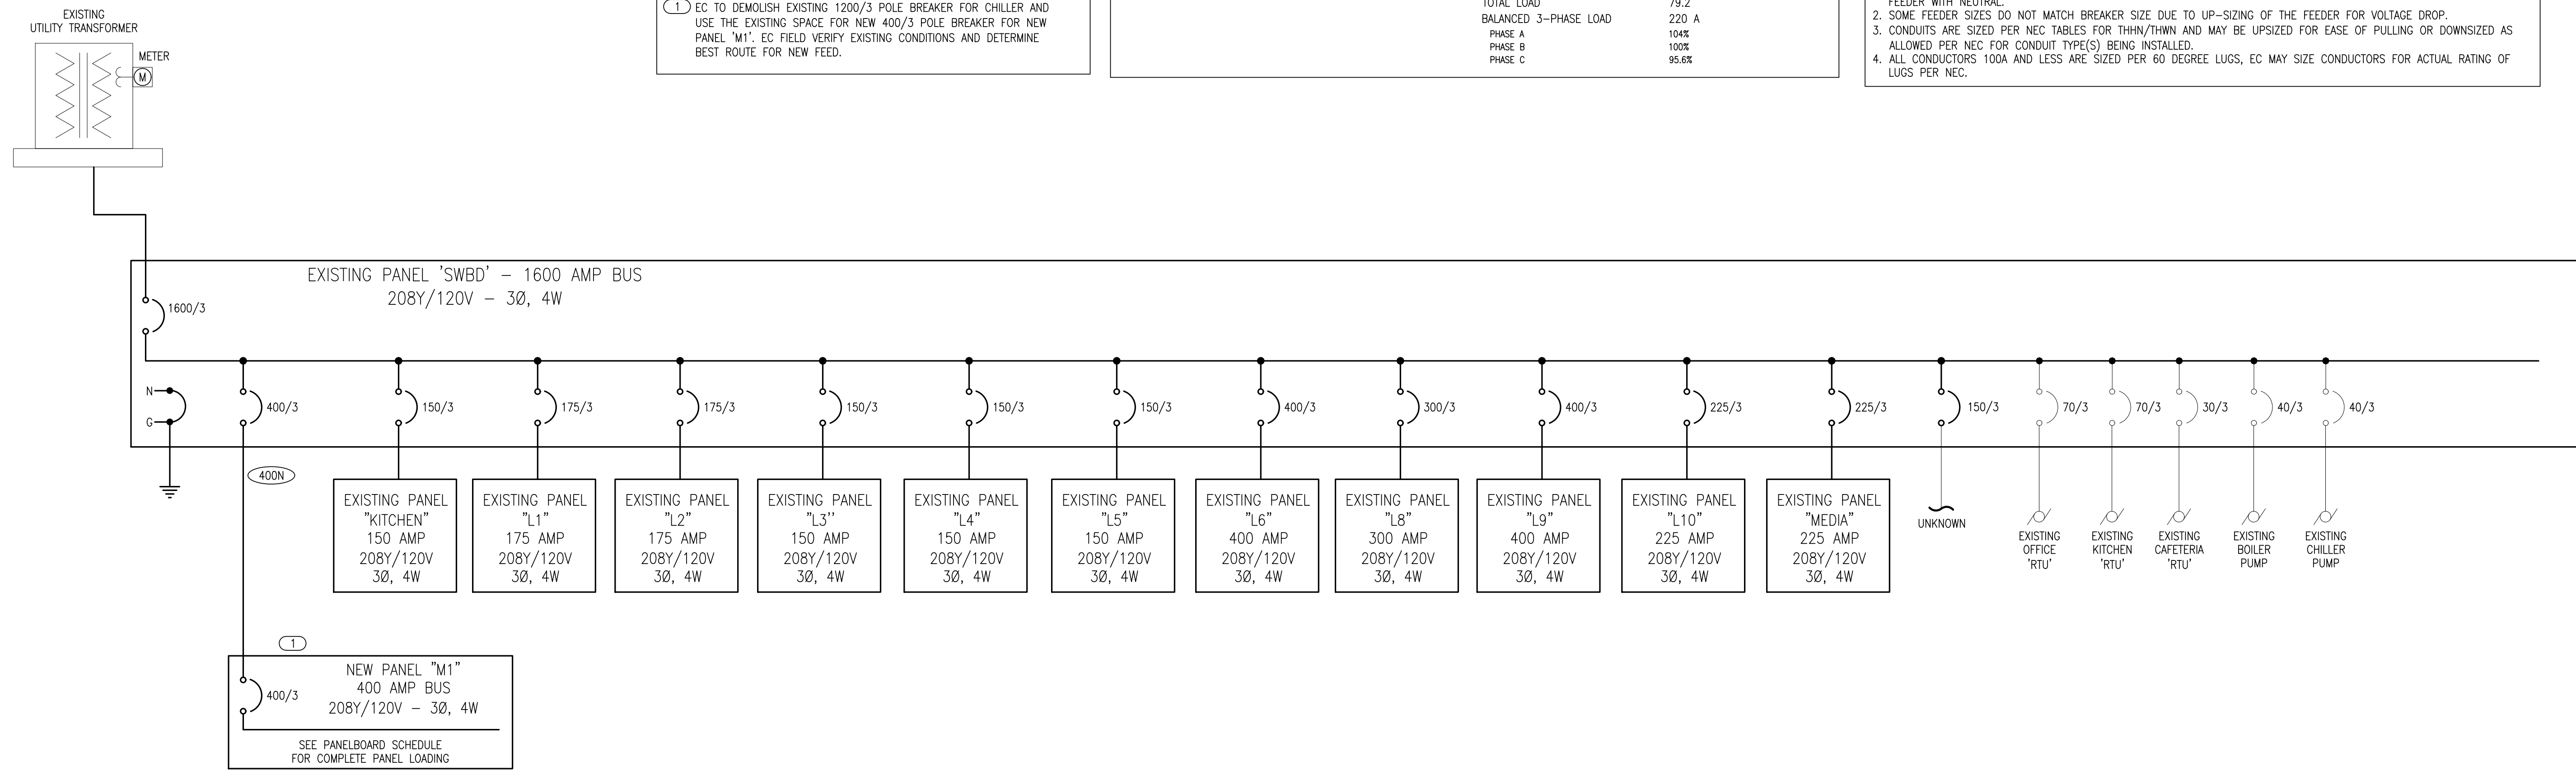 EXISTING
UTILITY TRANSFORMER
METER
M
1 EC TO DEMOLISH EXISTING 1200/3 POLE BREAKER FOR CHILLER AND
USE THE EXISTING SPACE FOR NEW 400/3 POLE BREAKER FOR NEW
PANEL 'M1'. EC FIELD VERIFY EXISTING CONDITIONS AND DETERMINE
BEST ROUTE FOR NEW FEED.
TOTAL LOAD 79.2
BALANCED 3-PHASE LOAD 220 A
PHASE A 104%
PHASE B 100%
PHASE C 95.6%
FEEDER WITH NEUTRAL.
2. SOME FEEDER SIZES DO NOT MATCH BREAKER SIZE DUE TO UP-SIZING OF THE FEEDER FOR VOLTAGE DROP.
3. CONDUITS ARE SIZED PER NEC TABLES FOR THHN/THWN AND MAY BE UPSIZED FOR EASE OF PULLING OR DOWNSIZED AS
ALLOWED PER NEC FOR CONDUIT TYPE(S) BEING INSTALLED.
4. ALL CONDUCTORS 100A AND LESS ARE SIZED PER 60 DEGREE LUGS, EC MAY SIZE CONDUCTORS FOR ACTUAL RATING OF
LUGS PER NEC.
EXISTING PANEL 'SWBD' - 1600 AMP BUS
208Y/120V - 3Ø, 4W
1600/3
N
G
400/3
150/3
175/3
175/3
150/3
150/3
150/3
400/3
300/3
400/3
225/3
225/3
150/3
70/3
70/3
30/3
40/3
40/3
400N
EXISTING PANEL
"KITCHEN"
150 AMP
208Y/120V
3Ø, 4W
EXISTING PANEL
"L1"
175 AMP
208Y/120V
3Ø, 4W
EXISTING PANEL
"L2"
175 AMP
208Y/120V
3Ø, 4W
EXISTING PANEL
"L3''
150 AMP
208Y/120V
3Ø, 4W
EXISTING PANEL
"L4"
150 AMP
208Y/120V
3Ø, 4W
EXISTING PANEL
"L5"
150 AMP
208Y/120V
3Ø, 4W
EXISTING PANEL
"L6"
400 AMP
208Y/120V
3Ø, 4W
EXISTING PANEL
"L8"
300 AMP
208Y/120V
3Ø, 4W
EXISTING PANEL
"L9"
400 AMP
208Y/120V
3Ø, 4W
EXISTING PANEL
"L10"
225 AMP
208Y/120V
3Ø, 4W
EXISTING PANEL
"MEDIA"
225 AMP
208Y/120V
3Ø, 4W
UNKNOWN
EXISTING
OFFICE
'RTU'
EXISTING
KITCHEN
'RTU'
EXISTING
CAFETERIA
'RTU'
EXISTING
BOILER
PUMP
EXISTING
CHILLER
PUMP
1
NEW PANEL "M1"
400 AMP BUS
208Y/120V - 3Ø, 4W
400/3
SEE PANELBOARD SCHEDULE
FOR COMPLETE PANEL LOADING